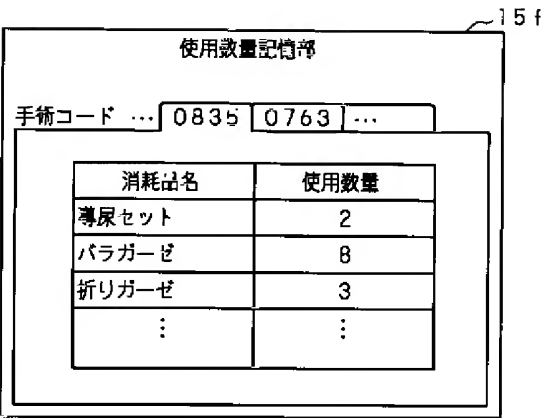 15f
使用数量記憶部
手術コード … 0835 0763 …
消耗品名 使用数量
導尿セット 2
バラガーゼ 8
折りガーゼ 3
⋮ ⋮